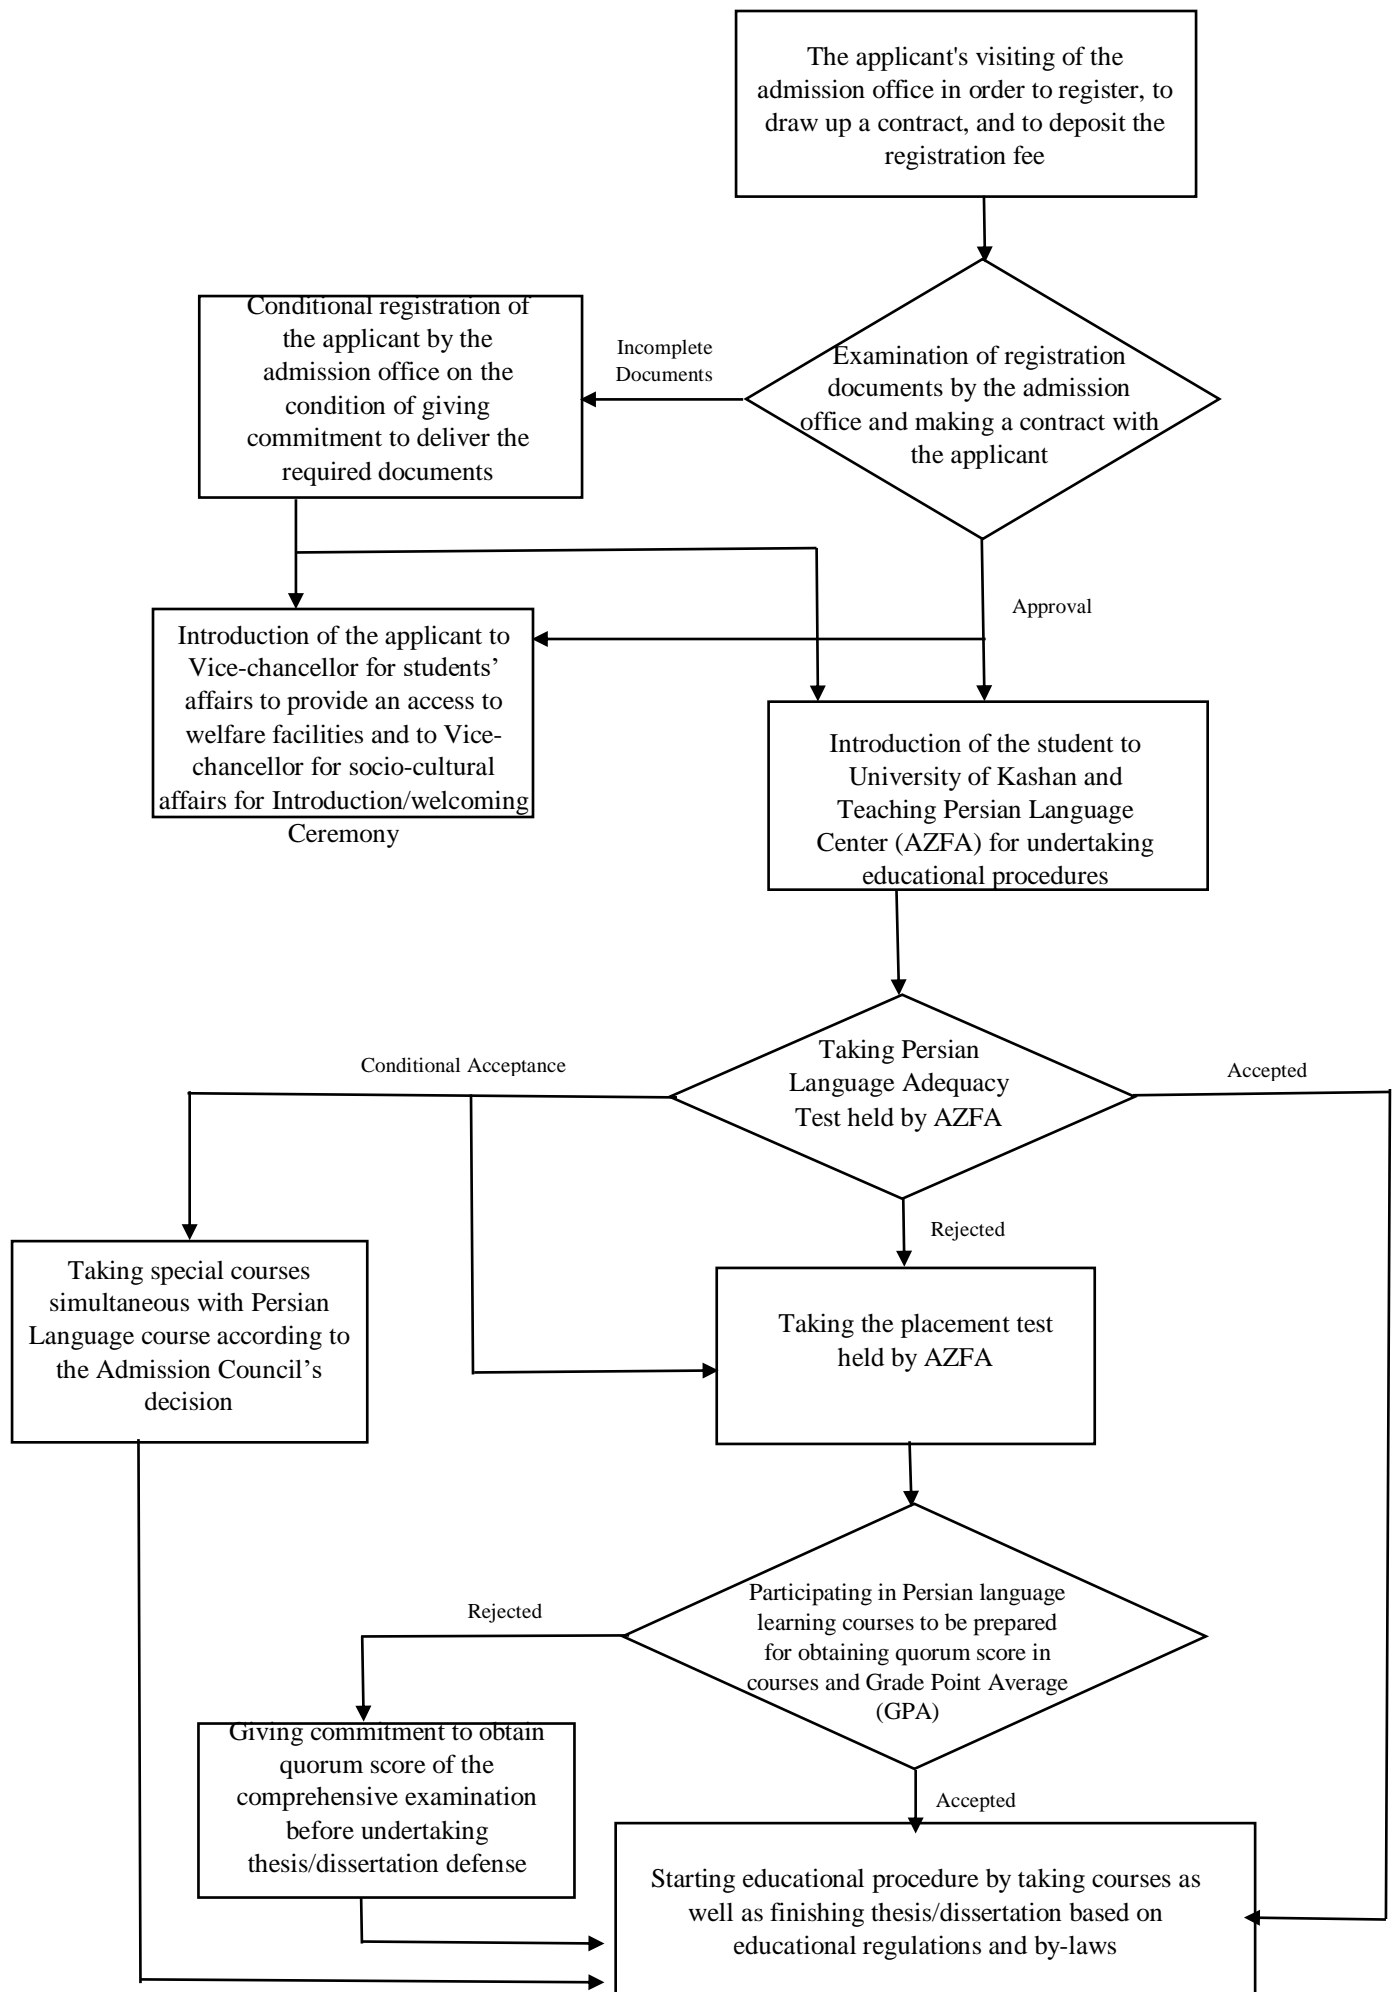 The applicant's visiting of the
admission office in order to register, to
draw up a contract, and to deposit the
registration fee
Conditional registration of
the applicant by the
admission office on the
condition of giving
commitment to deliver the
required documents
Incomplete
Documents
Examination of registration
documents by the admission
office and making a contract with
the applicant
Approval
Introduction of the applicant to
Vice-chancellor for students’
affairs to provide an access to
welfare facilities and to Vice-
chancellor for socio-cultural
affairs for Introduction/welcoming
Ceremony
Introduction of the student to
University of Kashan and
Teaching Persian Language
Center (AZFA) for undertaking
educational procedures
Conditional Acceptance
Taking Persian
Language Adequacy
Test held by AZFA
Accepted
Rejected
Taking special courses
simultaneous with Persian
Language course according to
the Admission Council’s
decision
Taking the placement test
held by AZFA
Rejected
Participating in Persian language
learning courses to be prepared
for obtaining quorum score in
courses and Grade Point Average
(GPA)
Giving commitment to obtain
quorum score of the
comprehensive examination
before undertaking
thesis/dissertation defense
Accepted
Starting educational procedure by taking courses as
well as finishing thesis/dissertation based on
educational regulations and by-laws